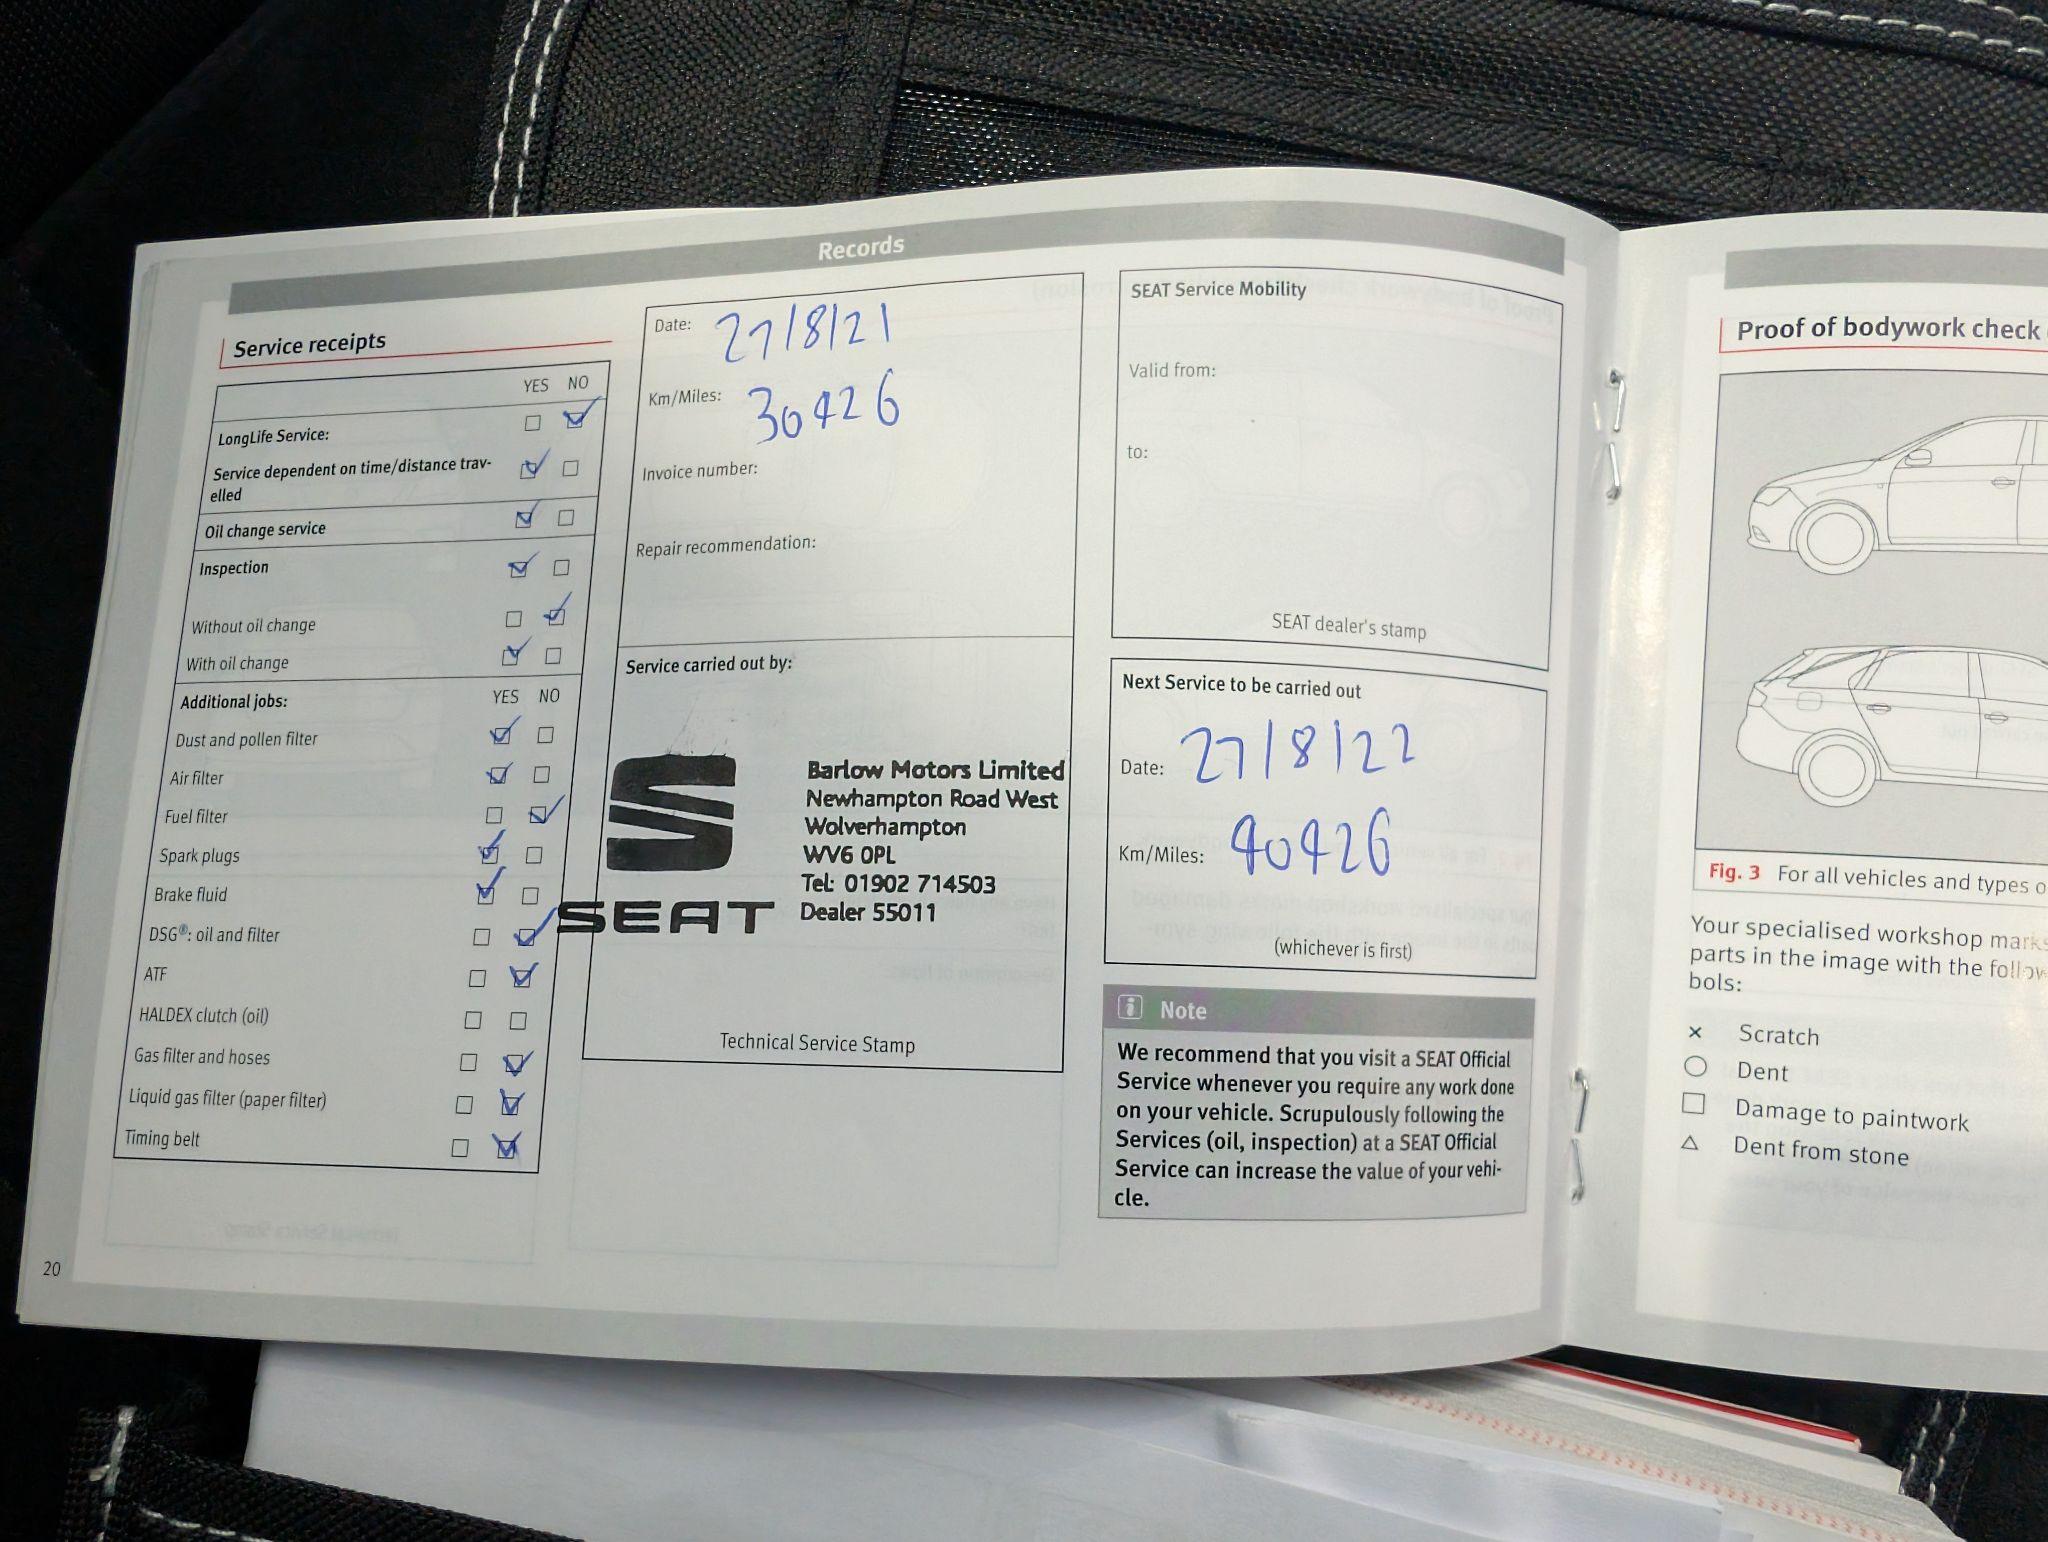 Records
Service receipts
YES NO
LongLife Service:
Service dependent on time/distance trav-
elled
Oil change service
Inspection
Without oil change
With oil change
Additional jobs: YES NO
Dust and pollen filter
Air filter
Fuel filter
Spark plugs
Brake fluid
DSG®: oil and filter
ATF
HALDEX clutch (oil)
Gas filter and hoses
Liquid gas filter (paper filter)
Timing belt
20
Date: 27/8/21
Km/Miles: 30426
Invoice number:
Repair recommendation:
Service carried out by:
SEAT
Barlow Motors Limited
Newhampton Road West
Wolverhampton
WV6 0PL
Tel: 01902 714503
Dealer 55011
Technical Service Stamp
SEAT Service Mobility
Valid from:
to:
SEAT dealer's stamp
Next Service to be carried out
Date: 27/8/22
Km/Miles: 40426
(whichever is first)
Note
We recommend that you visit a SEAT Official
Service whenever you require any work done
on your vehicle. Scrupulously following the
Services (oil, inspection) at a SEAT Official
Service can increase the value of your vehi-
cle.
Proof of bodywork check
Fig. 3 For all vehicles and types
Your specialised workshop marks
parts in the image with the
bols:
× Scratch
Dent
Damage to paintwork
Dent from stone